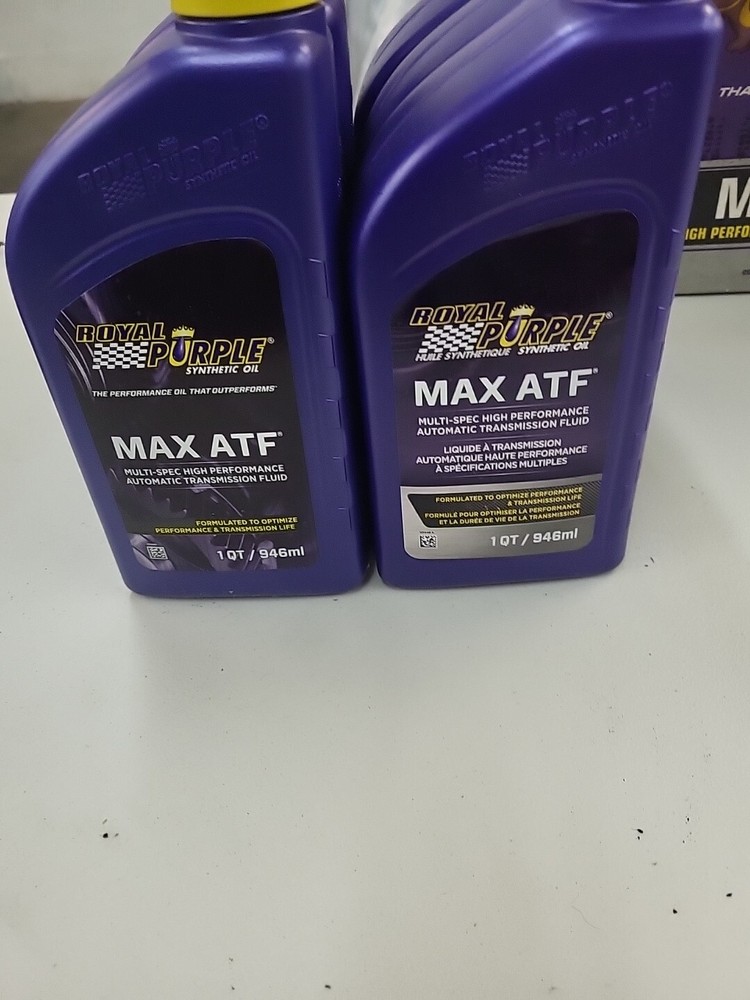 ROYAL
PURPLE®
SYNTHETIC OIL
ROYAL
PURPLE®
SYNTHETIC OIL
THE PERFORMANCE OIL THAT OUTPERFORMS™
MAX ATF®
MULTI-SPEC HIGH PERFORMANCE
AUTOMATIC TRANSMISSION FLUID
FORMULATED TO OPTIMIZE
PERFORMANCE & TRANSMISSION LIFE
1 QT / 946ml
ROYAL
PURPLE
ROYAL
PURPLE®
HUILE SYNTHÉTIQUE SYNTHETIC OIL
MAX ATF®
MULTI-SPEC HIGH PERFORMANCE
AUTOMATIC TRANSMISSION FLUID
LIQUIDE À TRANSMISSION
AUTOMATIQUE HAUTE PERFORMANCE
À SPÉCIFICATIONS MULTIPLES
FORMULATED TO OPTIMIZE PERFORMANCE
& TRANSMISSION LIFE
FORMULÉ POUR OPTIMISER LA PERFORMANCE
ET LA DURÉE DE VIE DE LA TRANSMISSION
1 QT / 946ml
THA
M
IGH PERFO